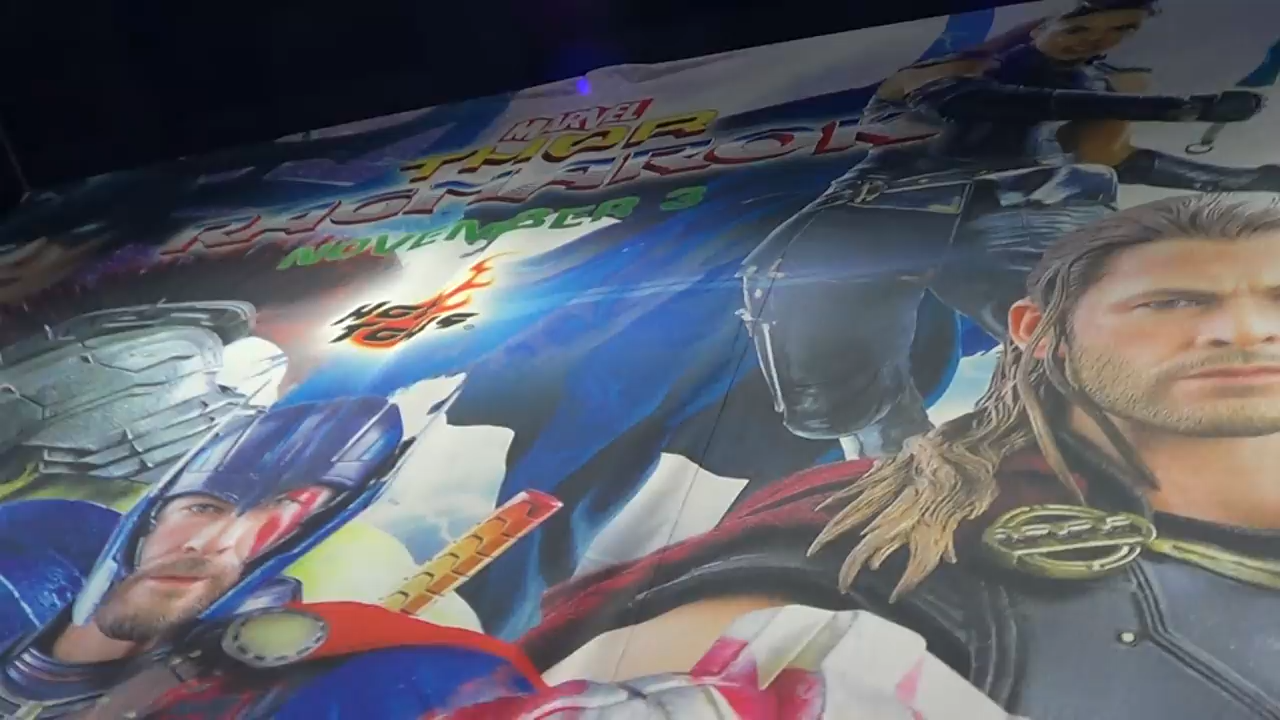 MARVEL
THOR
RAGNAROK
NOVEMBER 3
HOT
TOYS®